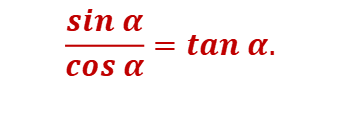 sin α
cos α = tan α.